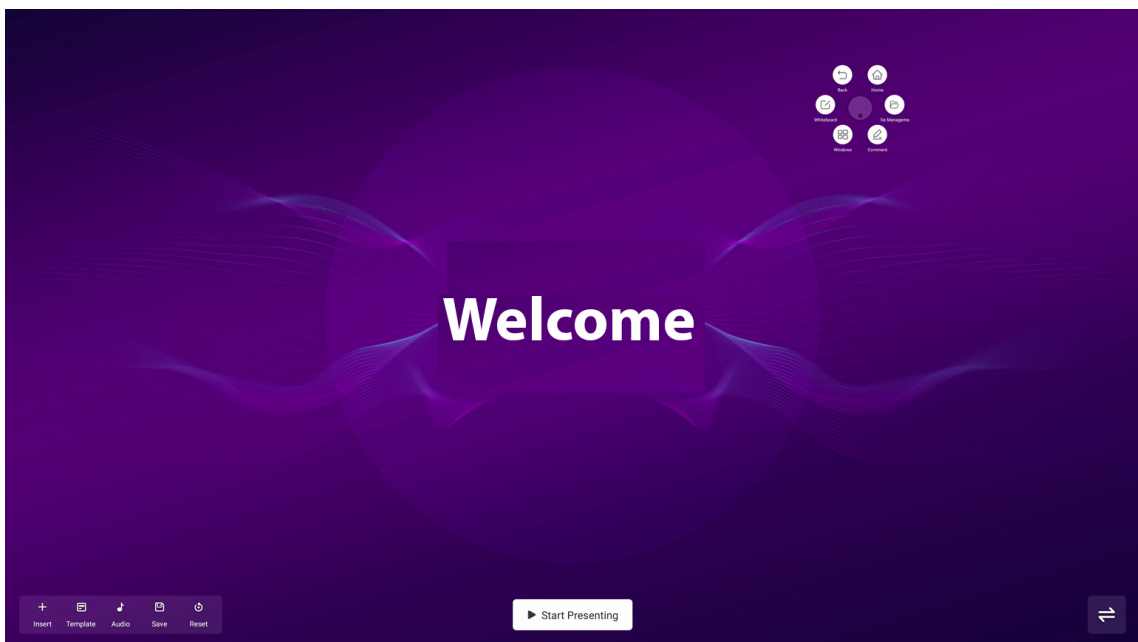 Back Home
Whiteboard
Windows Comment
Welcome
Start Presenting
Insert Template Audio Save Reset